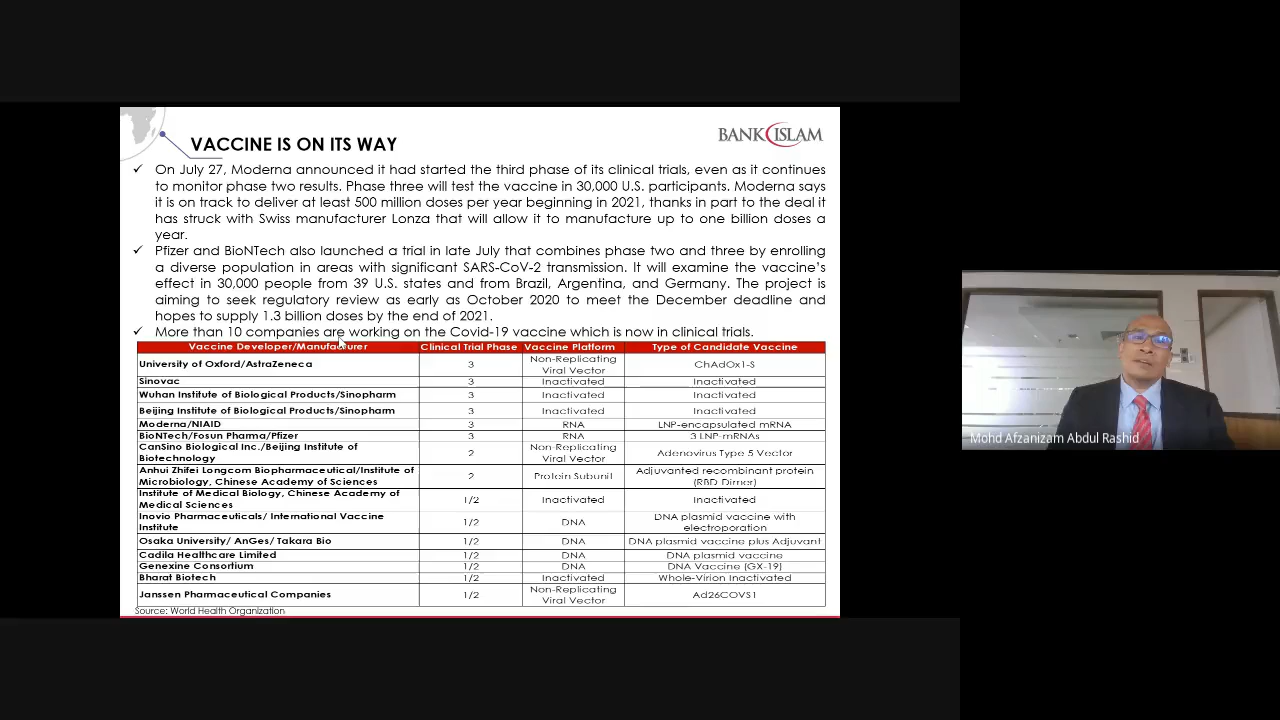 VACCINE IS ON ITS WAY
BANK ISLAM
✓ On July 27, Moderna announced it had started the third phase of its clinical trials, even as it continues
to monitor phase two results. Phase three will test the vaccine in 30,000 U.S. participants. Moderna says
it is on track to deliver at least 500 million doses per year beginning in 2021, thanks in part to the deal it
has struck with Swiss manufacturer Lonza that will allow it to manufacture up to one billion doses a
year.
✓ Pfizer and BioNTech also launched a trial in late July that combines phase two and three by enrolling
a diverse population in areas with significant SARS-CoV-2 transmission. It will examine the vaccine's
effect in 30,000 people from 39 U.S. states and from Brazil, Argentina, and Germany. The project is
aiming to seek regulatory review as early as October 2020 to meet the December deadline and
hopes to supply 1.3 billion doses by the end of 2021.
✓ More than 10 companies are working on the Covid-19 vaccine which is now in clinical trials.
Vaccine Developer/Manufacturer Clinical Trial Phase Vaccine Platform Type of Candidate Vaccine
University of Oxford/AstraZeneca 3 Non-Replicating
Viral Vector ChAdOx1-S
Sinovac 3 Inactivated Inactivated
Wuhan Institute of Biological Products/Sinopharm 3 Inactivated Inactivated
Beijing Institute of Biological Products/Sinopharm 3 Inactivated Inactivated
Moderna/NIAID 3 RNA LNP-encapsulated mRNA
BioNTech/Fosun Pharma/Pfizer 3 RNA 3 LNP-mRNAs
CanSino Biological Inc./Beijing Institute of
Biotechnology 2 Non-Replicating
Viral Vector Adenovirus Type 5 Vector
Anhui Zhifei Longcom Biopharmaceutical/Institute of
Microbiology, Chinese Academy of Sciences 2 Protein Subunit Adjuvanted recombinant protein
(RBD Dimer)
Institute of Medical Biology, Chinese Academy of
Medical Sciences 1/2 Inactivated Inactivated
Inovio Pharmaceuticals/ International Vaccine
Institute 1/2 DNA DNA plasmid vaccine with
electroporation
Osaka University/ AnGes/ Takara Bio 1/2 DNA DNA plasmid vaccine plus Adjuvant
Cadila Healthcare Limited 1/2 DNA DNA plasmid vaccine
Genexine Consortium 1/2 DNA DNA Vaccine (GX-19)
Bharat Biotech 1/2 Inactivated Whole-Virion Inactivated
Janssen Pharmaceutical Companies 1/2 Non-Replicating
Viral Vector Ad26COVS1
Source: World Health Organization
Mohd Afzanizam Abdul Rashid